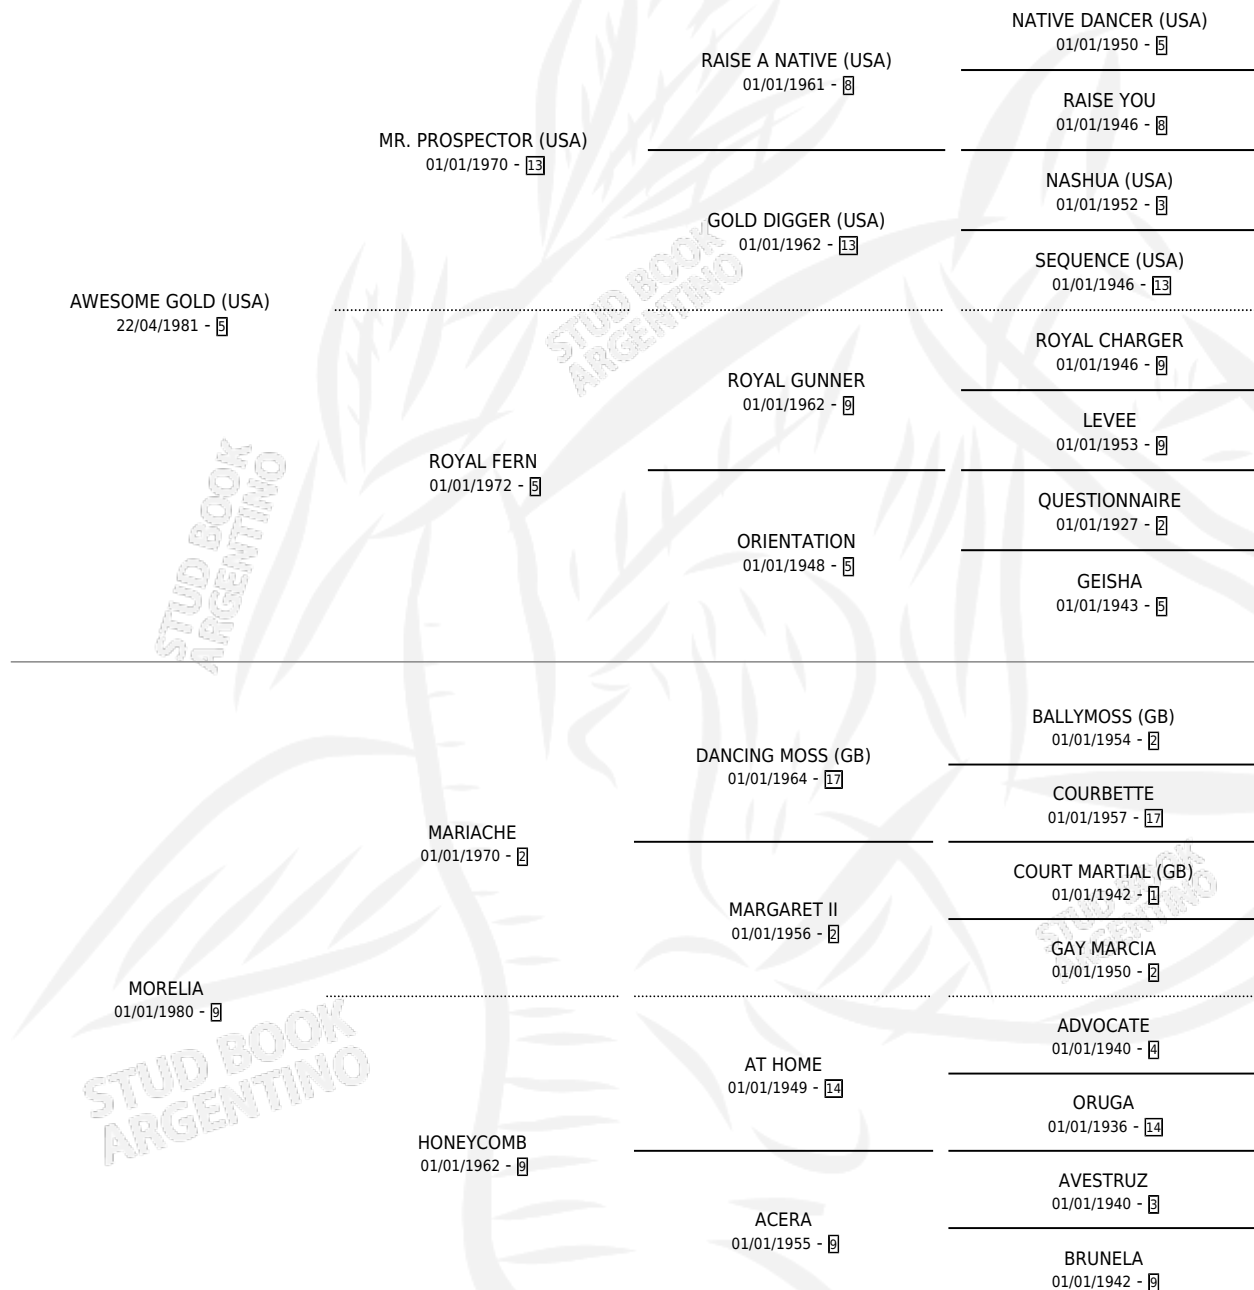 NATIVE DANCER (USA)
01/01/1950 - 5
RAISE A NATIVE (USA)
01/01/1961 - 8
RAISE YOU
01/01/1946 - 8
MR. PROSPECTOR (USA)
01/01/1970 - 13
NASHUA (USA)
01/01/1952 - 3
GOLD DIGGER (USA)
01/01/1962 - 13
SEQUENCE (USA)
01/01/1946 - 13
AWESOME GOLD (USA)
22/04/1981 - 5
ROYAL CHARGER
01/01/1946 - 9
ROYAL GUNNER
01/01/1962 - 9
LEVEE
01/01/1953 - 9
ROYAL FERN
01/01/1972 - 5
QUESTIONNAIRE
01/01/1927 - 2
ORIENTATION
01/01/1948 - 5
GEISHA
01/01/1943 - 5
BALLYMOSS (GB)
01/01/1954 - 2
DANCING MOSS (GB)
01/01/1964 - 17
COURBETTE
01/01/1957 - 17
MARIACHE
01/01/1970 - 2
COURT MARTIAL (GB)
01/01/1942 - 1
MARGARET II
01/01/1956 - 2
GAY MARCIA
01/01/1950 - 2
MORELIA
01/01/1980 - 9
ADVOCATE
01/01/1940 - 4
AT HOME
01/01/1949 - 14
ORUGA
01/01/1936 - 14
HONEYCOMB
01/01/1962 - 9
AVESTRUZ
01/01/1940 - 3
ACERA
01/01/1955 - 9
BRUNELA
01/01/1942 - 9
STUD BOOK
ARGENTINO
STUD BOOK
ARGENTINO
STUD BOOK
ARGENTINO
STUD BOOK
ARGENTINO